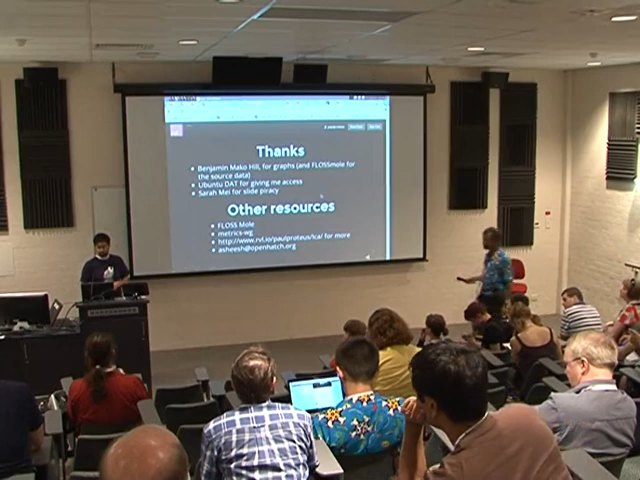 Thanks
Benjamin Mako Hill, for graphs (and FLOSSmole for
the source data)
Ubuntu DAT for giving me access
Sarah Mei for slide piracy
Other resources
FLOSS Mole
metrics-wg
http://www.rvl.io/paulproteus/lca/ for more
asheesh@openhatch.org